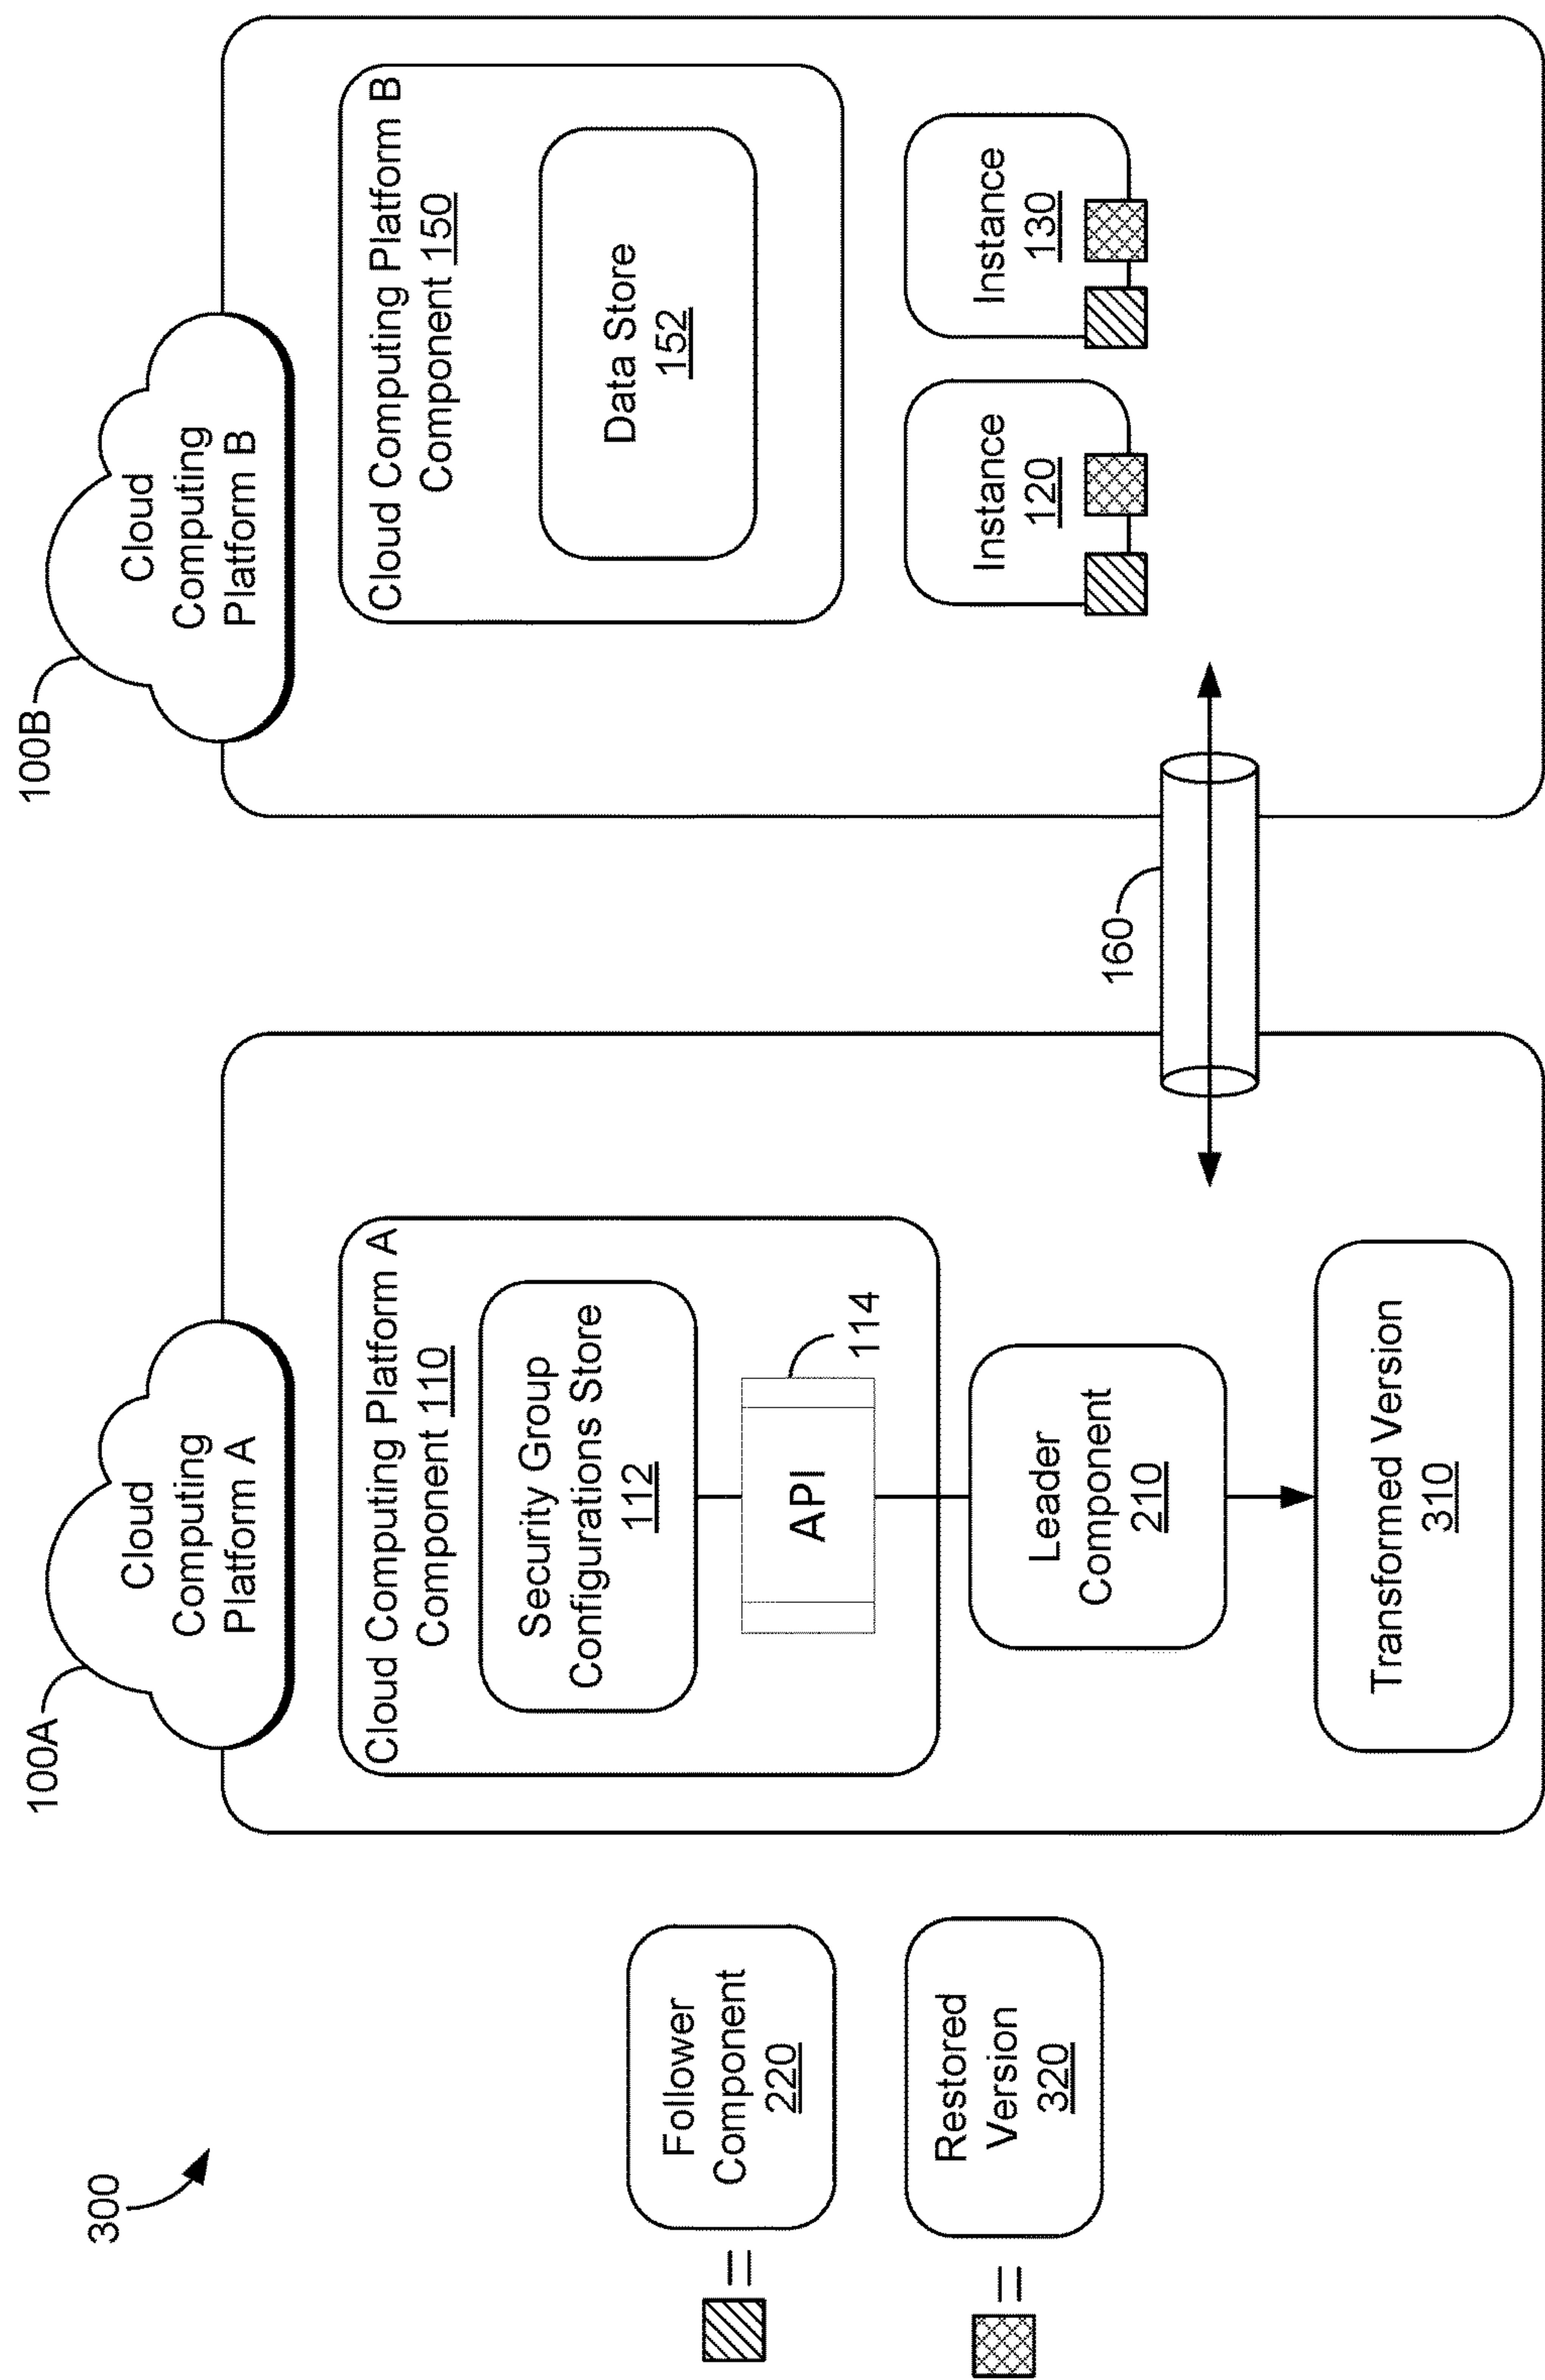 300
=
Follower
Component
220
=
Restored
Version
320
100A
Cloud
Computing
Platform A
Cloud Computing Platform A
Component 110
Security Group
Configurations Store
112
API
114
Leader
Component
210
Transformed Version
310
160
100B
Cloud
Computing
Platform B
Cloud Computing Platform B
Component 150
Data Store
152
Instance
120
Instance
130